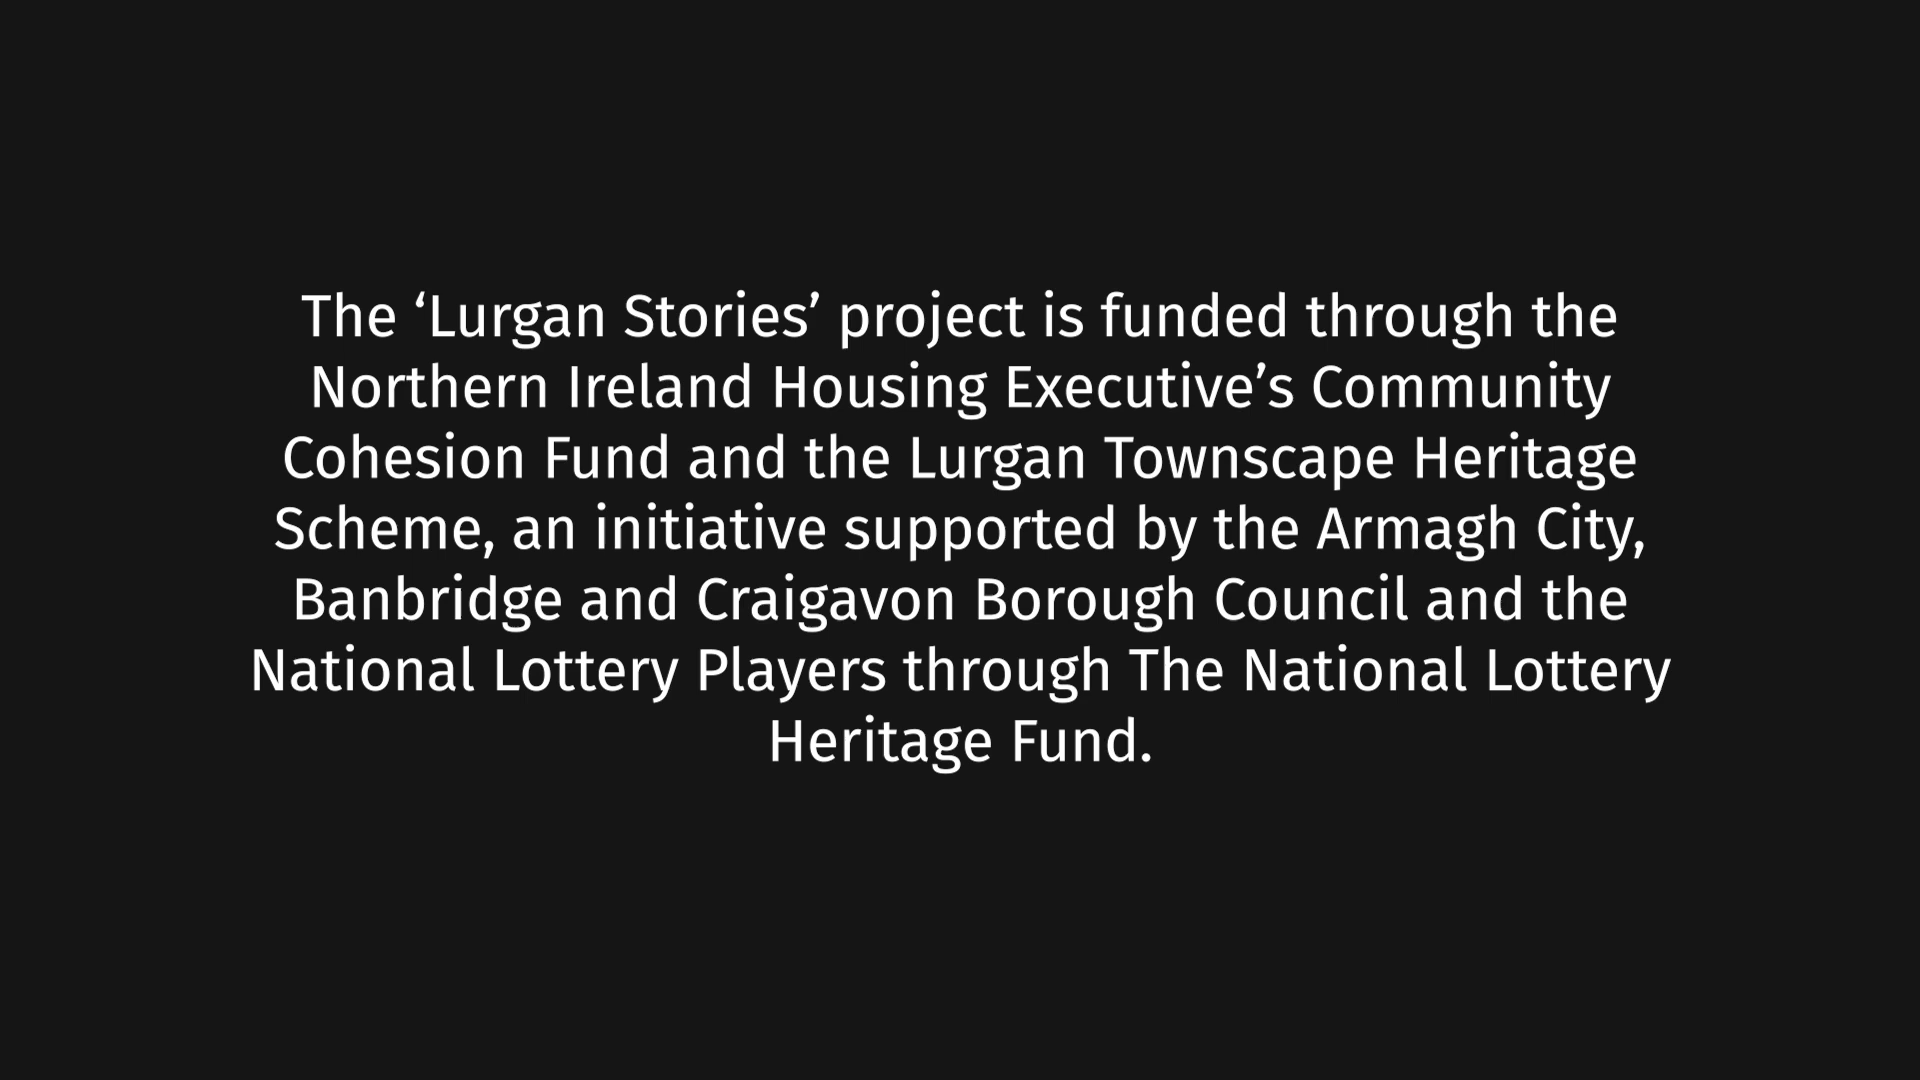 The ‘Lurgan Stories’ project is funded through the
Northern Ireland Housing Executive’s Community
Cohesion Fund and the Lurgan Townscape Heritage
Scheme, an initiative supported by the Armagh City,
Banbridge and Craigavon Borough Council and the
National Lottery Players through The National Lottery
Heritage Fund.